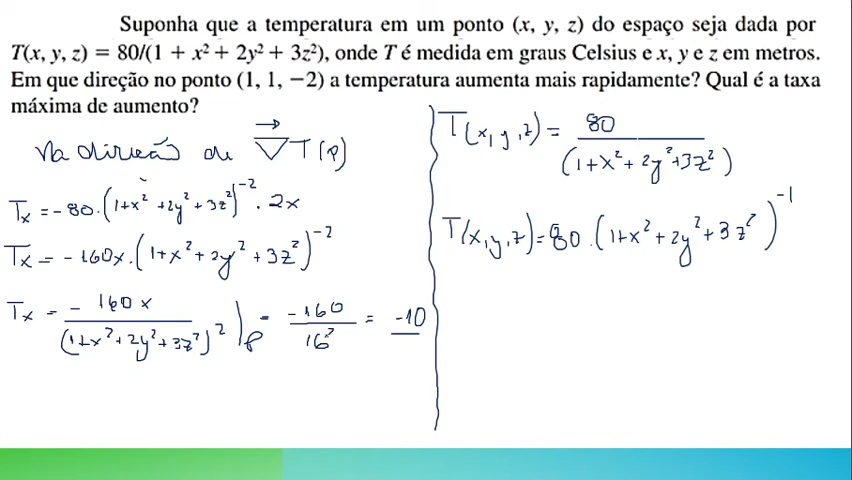 Suponha que a temperatura em um ponto (x, y, z) do espaço seja dada por
T(x, y, z) = 80/(1 + x² + 2y² + 3z²), onde T é medida em graus Celsius e x, y e z em metros.
Em que direção no ponto (1, 1, −2) a temperatura aumenta mais rapidamente? Qual é a taxa
máxima de aumento?
Na direção de ∇T(P)
Tx = -80·(1+x²+2y²+3z²)⁻²·2x
Tx = -160x·(1+x²+2y²+3z²)⁻²
Tx = -160x/(1+x²+2y²+3z²)² |P = -160/16² = -10
T(x,y,z) = 80/(1+x²+2y²+3z²)
T(x,y,z) = 80·(1+x²+2y²+3z²)⁻¹